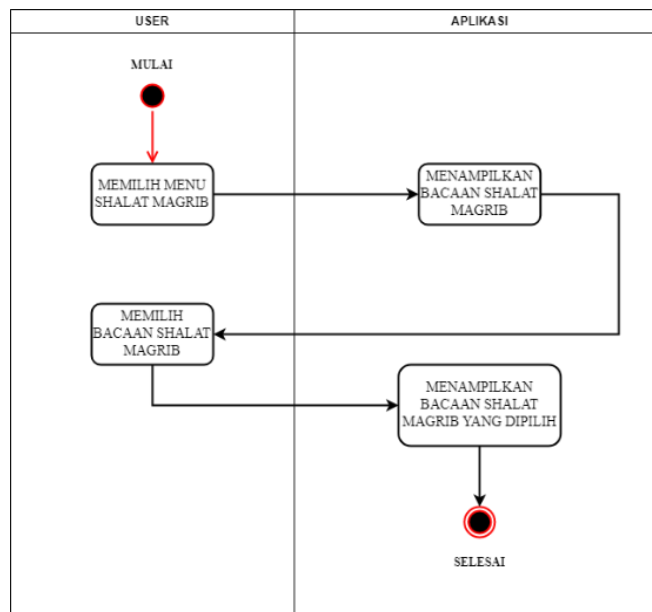 USER
APLIKASI
MULAI
MEMILIH MENU
SHALAT MAGRIB
MENAMPILKAN
BACAAN SHALAT
MAGRIB
MEMILIH
BACAAN SHALAT
MAGRIB
MENAMPILKAN
BACAAN SHALAT
MAGRIB YANG DIPILIH
SELESAI